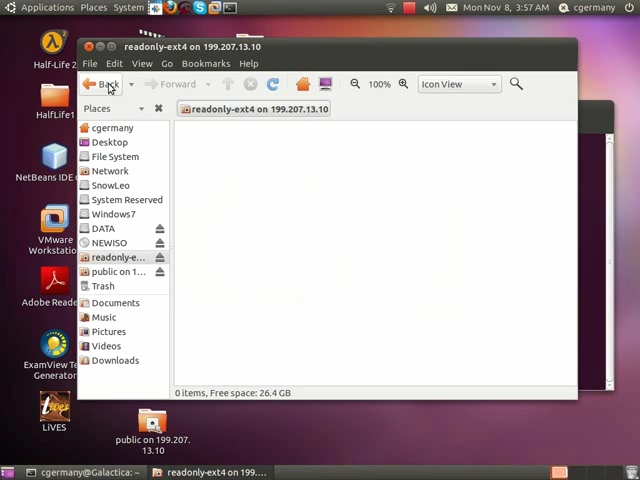 Applications Places System
Mon Nov 8, 3:57 AM
cgermany
readonly-ext4 on 199.207.13.10
File Edit View Go Bookmarks Help
Back
Forward
100%
Icon View
Places
readonly-ext4 on 199.207.13.10
cgermany
Desktop
File System
Network
SnowLeo
System Reserved
Windows7
DATA
NEWISO
readonly-e...
public on 1...
Trash
Documents
Music
Pictures
Videos
Downloads
0 items, Free space: 26.4 GB
Half-Life 2
HalfLife1
NetBeans IDE
VMware
Workstatio
Adobe Reade
ExamView Te
Generator
LiVES
public on 199.207.
13.10
cgermany@Galactica: ~
readonly-ext4 on 199....